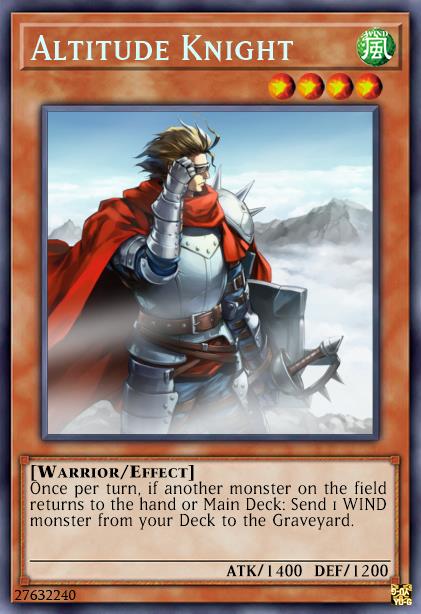 Altitude Knight
WIND
風
[Warrior/Effect]
Once per turn, if another monster on the field
returns to the hand or Main Deck: Send 1 WIND
monster from your Deck to the Graveyard.
ATK/1400 DEF/1200
27632240